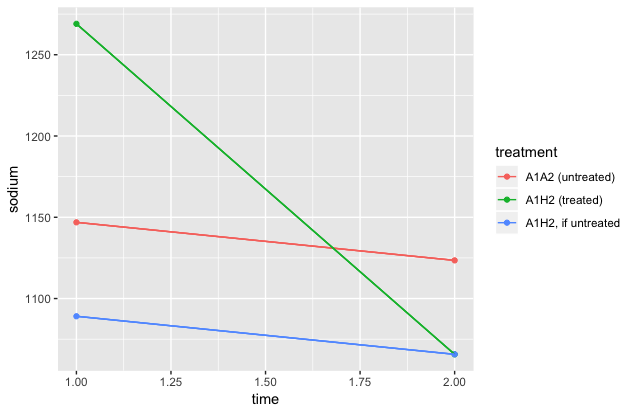 1250
1200
1150
1100
sodium
1.00 1.25 1.50 1.75 2.00
time
treatment
A1A2 (untreated)
A1H2 (treated)
A1H2, if untreated